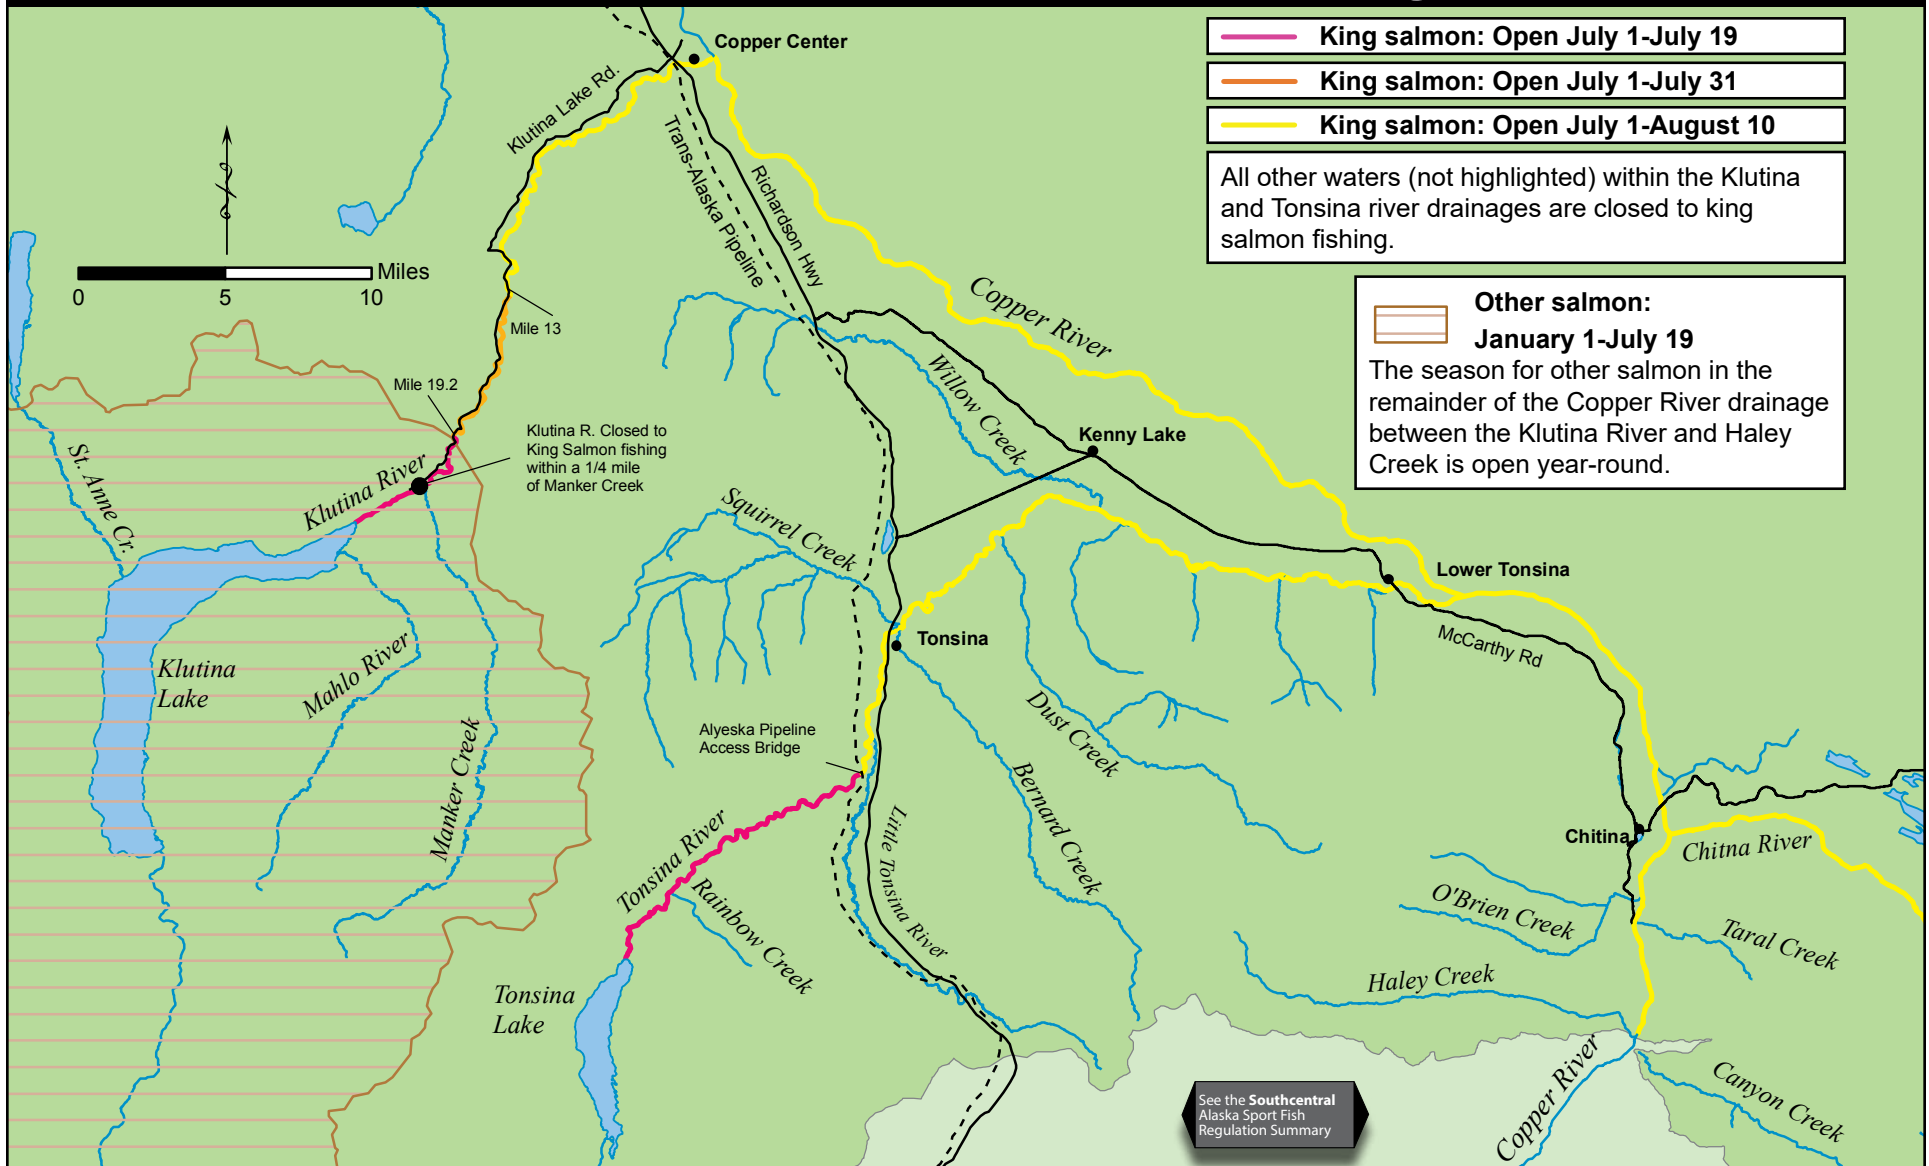 King salmon: Open July 1-July 19
King salmon: Open July 1-July 31
King salmon: Open July 1-August 10
All other waters (not highlighted) within the Klutina
and Tonsina river drainages are closed to king
salmon fishing.
Other salmon:
January 1-July 19
The season for other salmon in the
remainder of the Copper River drainage
between the Klutina River and Haley
Creek is open year-round.
Copper Center
Klutina Lake Rd.
Trans-Alaska Pipeline
Richardson Hwy
Miles
0 5 10
Copper River
Mile 13
Mile 19.2
Klutina R. Closed to
King Salmon fishing
within a 1/4 mile
of Manker Creek
Willow Creek
Kenny Lake
St. Anne Cr.
Klutina River
Squirrel Creek
Lower Tonsina
Tonsina
McCarthy Rd
Klutina
Lake
Mahlo River
Manker Creek
Alyeska Pipeline
Access Bridge
Dust Creek
Bernard Creek
Little Tonsina River
Tonsina River
Rainbow Creek
Chitina
Chitna River
O'Brien Creek
Taral Creek
Haley Creek
Tonsina
Lake
Copper River
Canyon Creek
See the Southcentral
Alaska Sport Fish
Regulation Summary